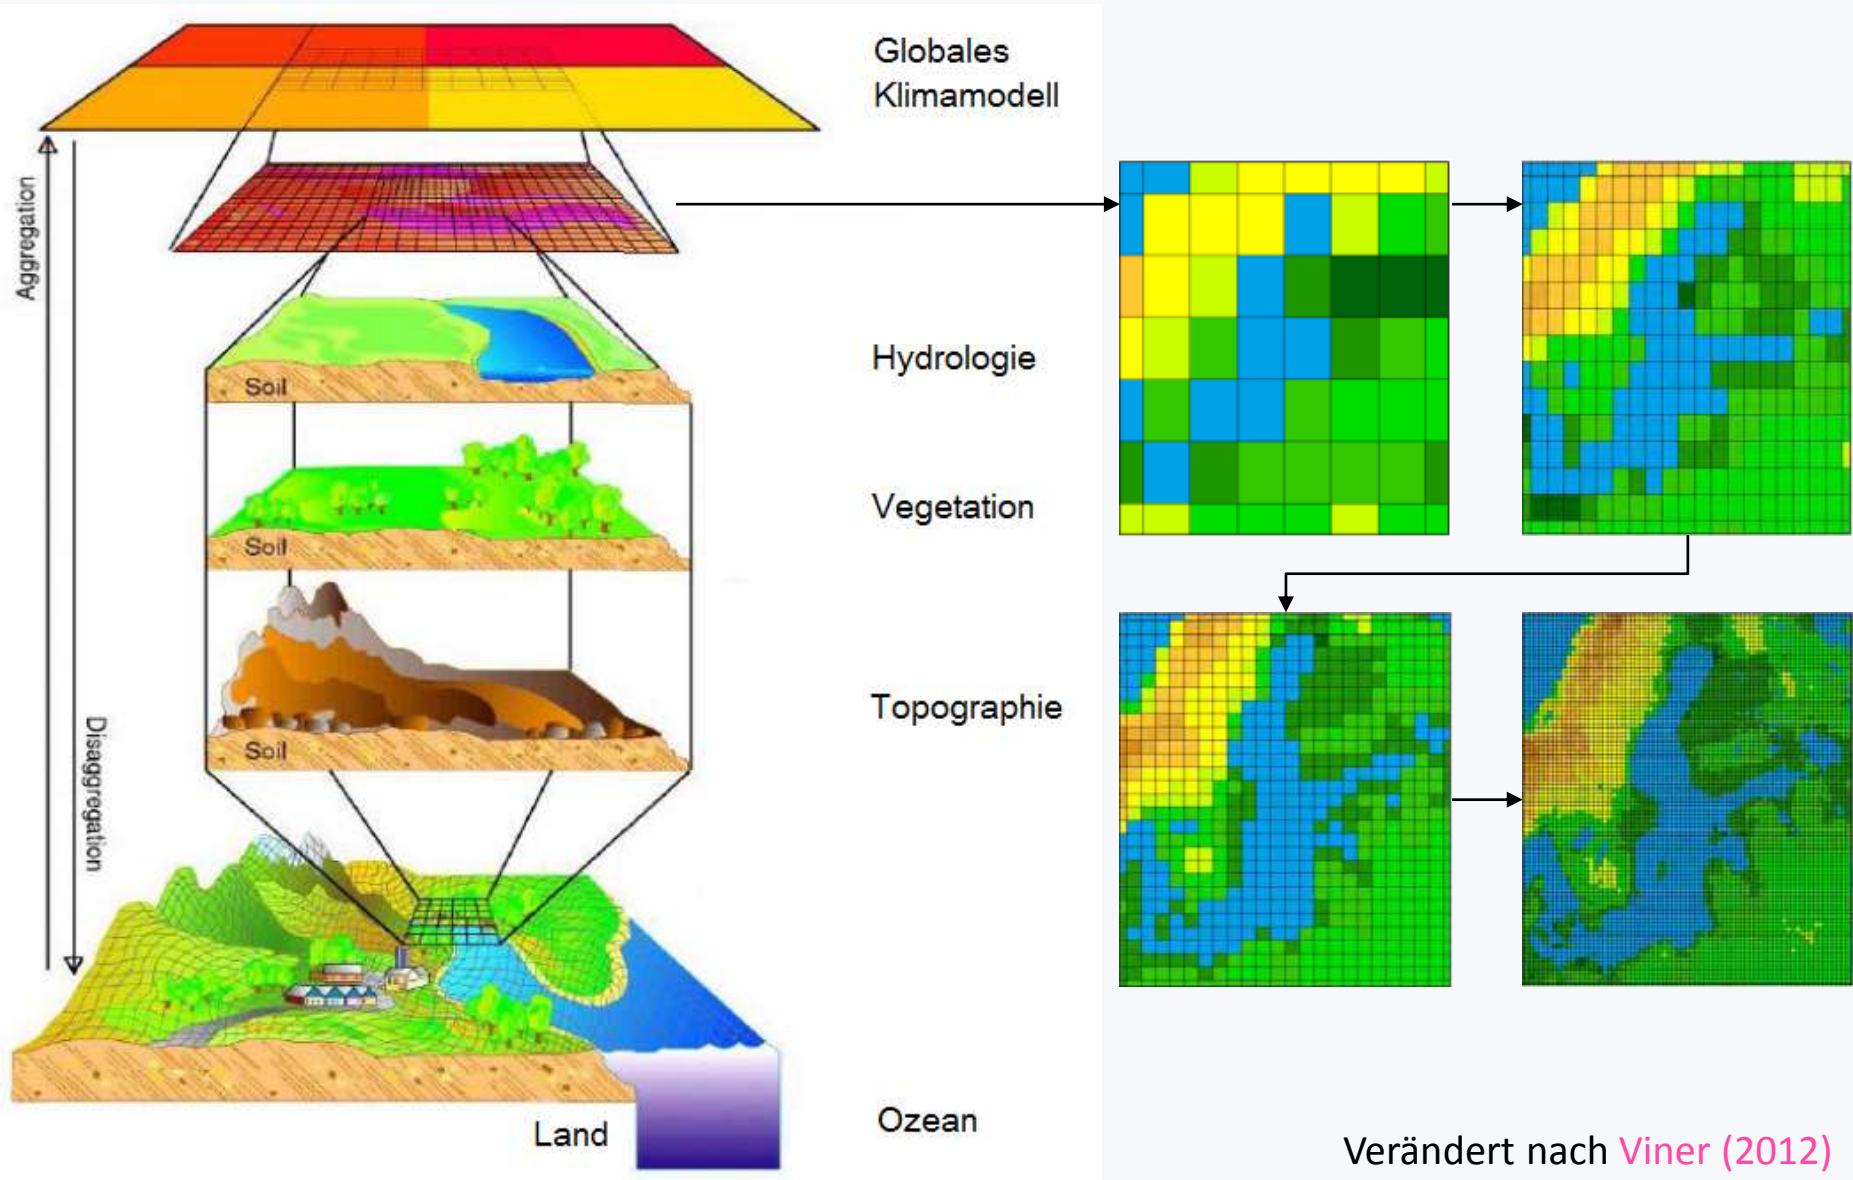 Globales
Klimamodell
Aggregation
Hydrologie
Soil
Vegetation
Soil
Topographie
Soil
Disaggregation
Ozean
Land
Verändert nach Viner (2012)